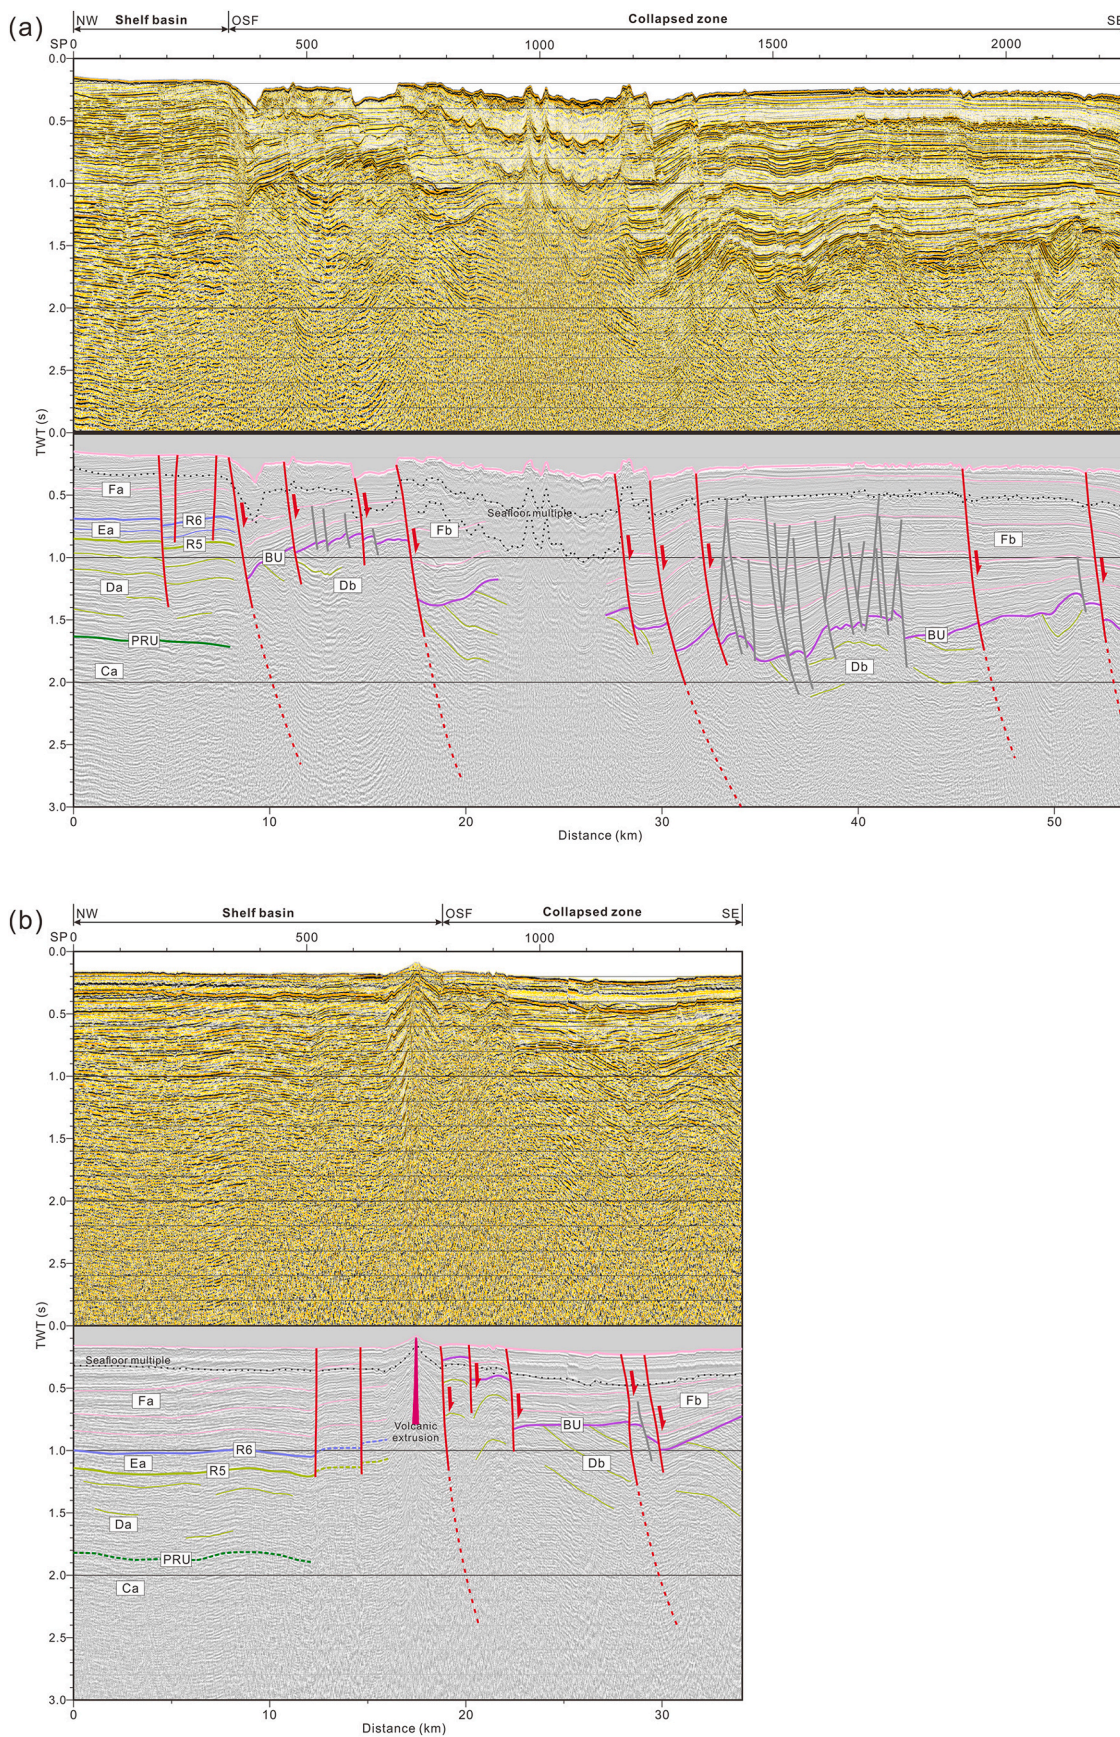 (a)
NW Shelf basin OSF Collapsed zone SE
SP 0 500 1000 1500 2000
0.0
0.5
1.0
1.5
2.0
2.5
TWT (s)
0.0
Fa
0.5
Seafloor multiple
R6
Ea
Fb
Fb
R5
1.0
BU
Da
Db
1.5
PRU
BU
Ca
Db
2.0
2.5
3.0
0 10 20 30 40 50
Distance (km)
(b)
NW Shelf basin OSF Collapsed zone SE
SP 0 500 1000
0.0
0.5
1.0
1.5
2.0
2.5
TWT (s)
0.0
Seafloor multiple
0.5
Fa
Fb
Volcanic
BU
extrusion
R6
1.0
Ea
Db
R5
1.5
Da
PRU
Ca
2.0
2.5
3.0
0 10 20 30
Distance (km)